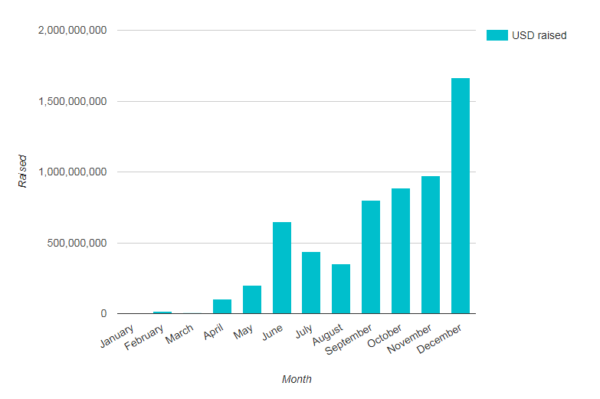 2,000,000,000
USD raised
1,500,000,000
1,000,000,000
500,000,000
0
Raised
January
February
March
April
May
June
July
August
September
October
November
December
Month